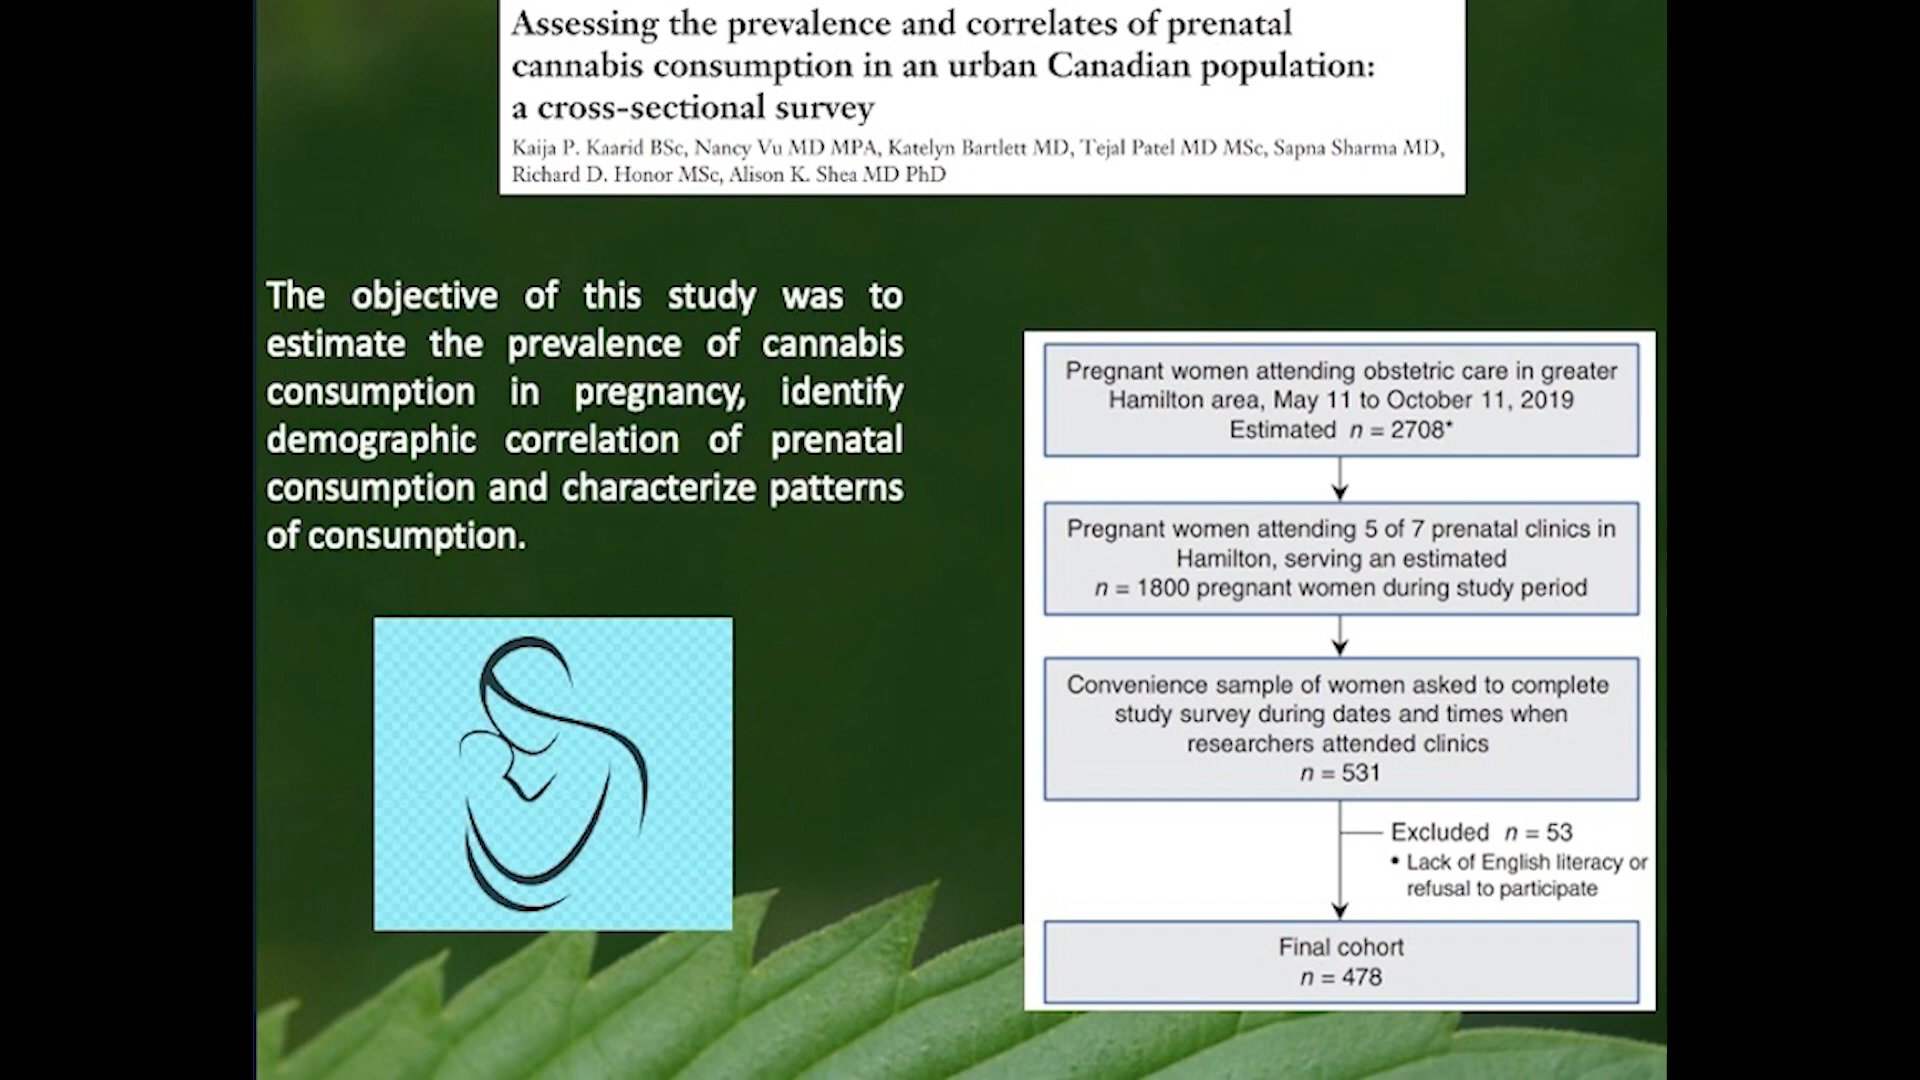 Assessing the prevalence and correlates of prenatal
cannabis consumption in an urban Canadian population:
a cross-sectional survey
Kaija P. Kaarid BSc, Nancy Vu MD MPA, Katelyn Bartlett MD, Tejal Patel MD MSc, Sapna Sharma MD,
Richard D. Honor MSc, Alison K. Shea MD PhD
The objective of this study was to
estimate the prevalence of cannabis
consumption in pregnancy, identify
demographic correlation of prenatal
consumption and characterize patterns
of consumption.
Pregnant women attending obstetric care in greater
Hamilton area, May 11 to October 11, 2019
Estimated n = 2708*
Pregnant women attending 5 of 7 prenatal clinics in
Hamilton, serving an estimated
n = 1800 pregnant women during study period
Convenience sample of women asked to complete
study survey during dates and times when
researchers attended clinics
n = 531
Excluded n = 53
• Lack of English literacy or
refusal to participate
Final cohort
n = 478